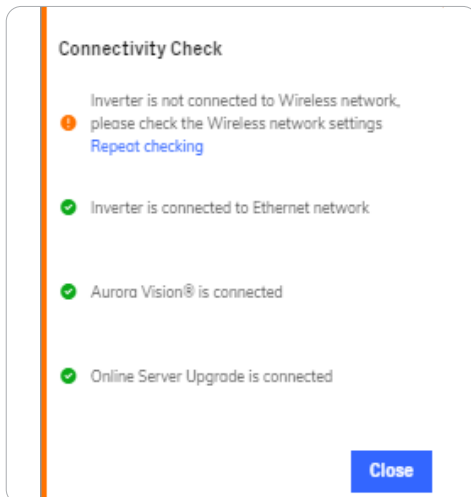 Connectivity Check
Inverter is not connected to Wireless network,
please check the Wireless network settings
Repeat checking
Inverter is connected to Ethernet network
Aurora Vision® is connected
Online Server Upgrade is connected
Close